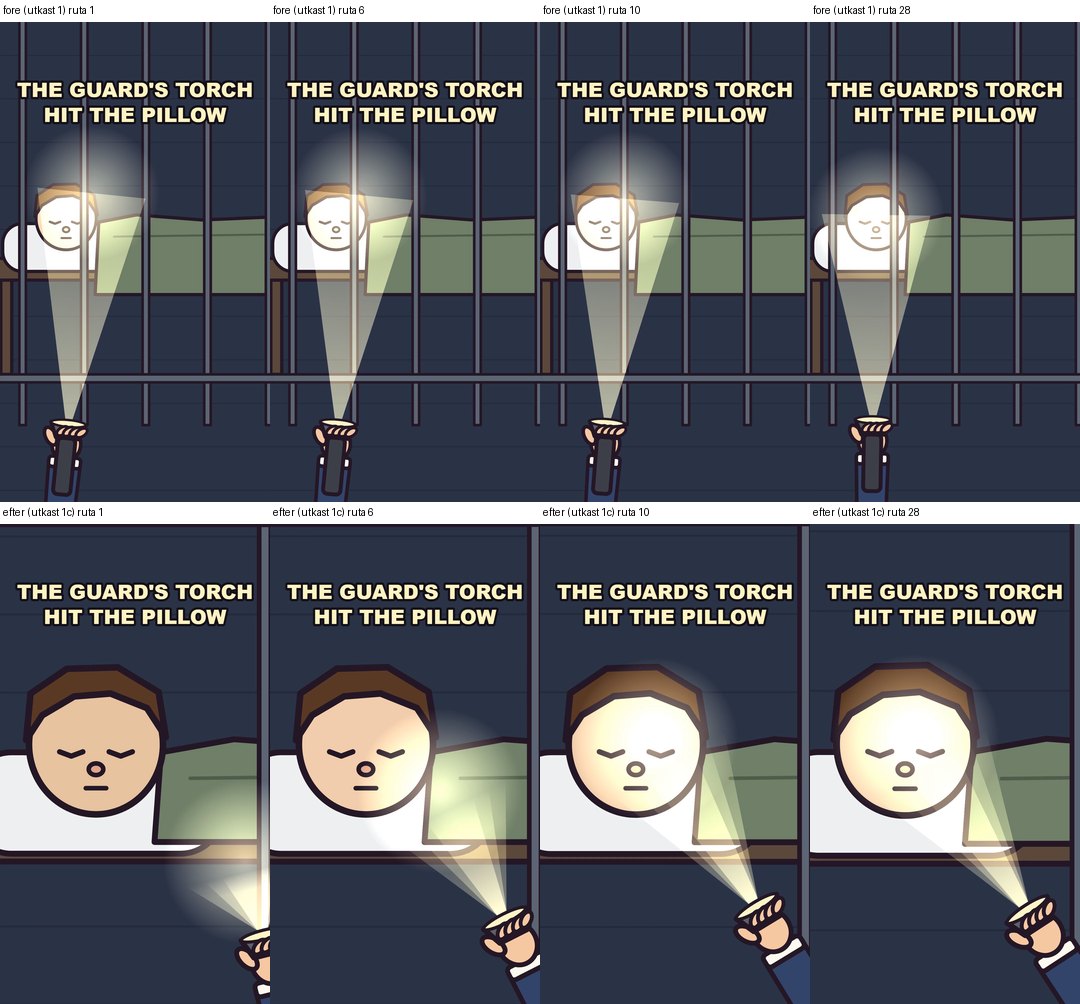 fore (utkast 1) ruta 1
fore (utkast 1) ruta 6
fore (utkast 1) ruta 10
fore (utkast 1) ruta 28
THE GUARD'S TORCH
HIT THE PILLOW
THE GUARD'S TORCH
HIT THE PILLOW
THE GUARD'S TORCH
HIT THE PILLOW
THE GUARD'S TORCH
HIT THE PILLOW
efter (utkast 1c) ruta 1
efter (utkast 1c) ruta 6
efter (utkast 1c) ruta 10
efter (utkast 1c) ruta 28
THE GUARD'S TORCH
HIT THE PILLOW
THE GUARD'S TORCH
HIT THE PILLOW
THE GUARD'S TORCH
HIT THE PILLOW
THE GUARD'S TORCH
HIT THE PILLOW